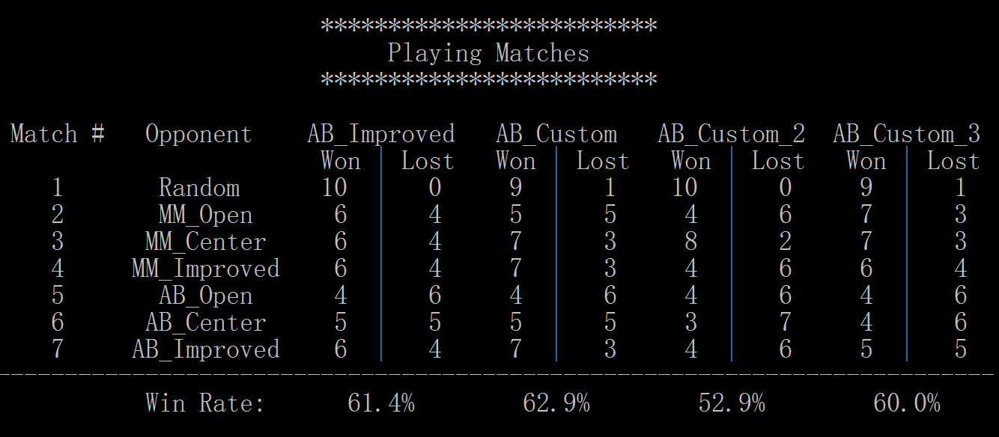 *************************
Playing Matches
*************************
Match # Opponent AB_Improved AB_Custom AB_Custom_2 AB_Custom_3
Won | Lost Won | Lost Won | Lost Won | Lost
1 Random 10 | 0 9 | 1 10 | 0 9 | 1
2 MM_Open 6 | 4 5 | 5 4 | 6 7 | 3
3 MM_Center 6 | 4 7 | 3 8 | 2 7 | 3
4 MM_Improved 6 | 4 7 | 3 4 | 6 6 | 4
5 AB_Open 4 | 6 4 | 6 4 | 6 4 | 6
6 AB_Center 5 | 5 5 | 5 3 | 7 4 | 6
7 AB_Improved 6 | 4 7 | 3 4 | 6 5 | 5
--------------------------------------------------------------------------
Win Rate: 61.4% 62.9% 52.9% 60.0%